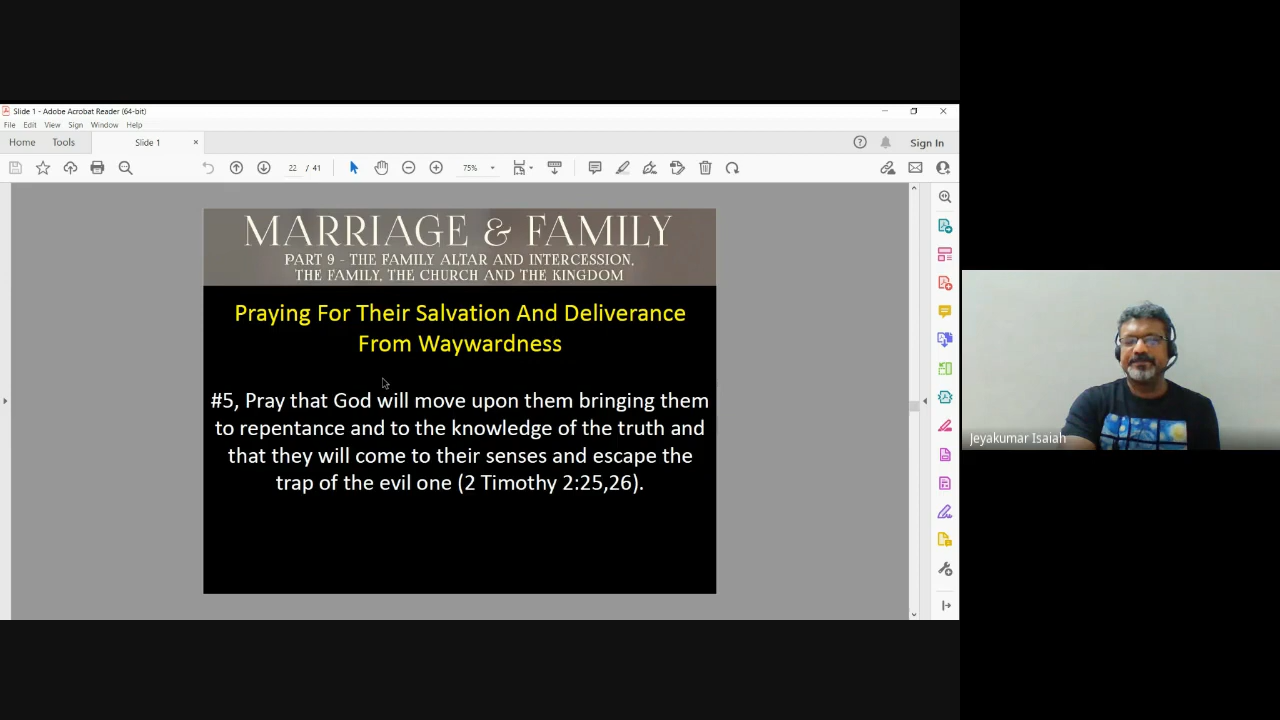 Slide 1 - Adobe Acrobat Reader (64-bit)
File Edit View Sign Window Help
Home Tools Slide 1 × Sign In
22 / 41 75%
MARRIAGE & FAMILY
PART 9 - THE FAMILY ALTAR AND INTERCESSION,
THE FAMILY, THE CHURCH AND THE KINGDOM
Praying For Their Salvation And Deliverance
From Waywardness
#5, Pray that God will move upon them bringing them
to repentance and to the knowledge of the truth and
that they will come to their senses and escape the
trap of the evil one (2 Timothy 2:25,26).
Jeyakumar Isaiah